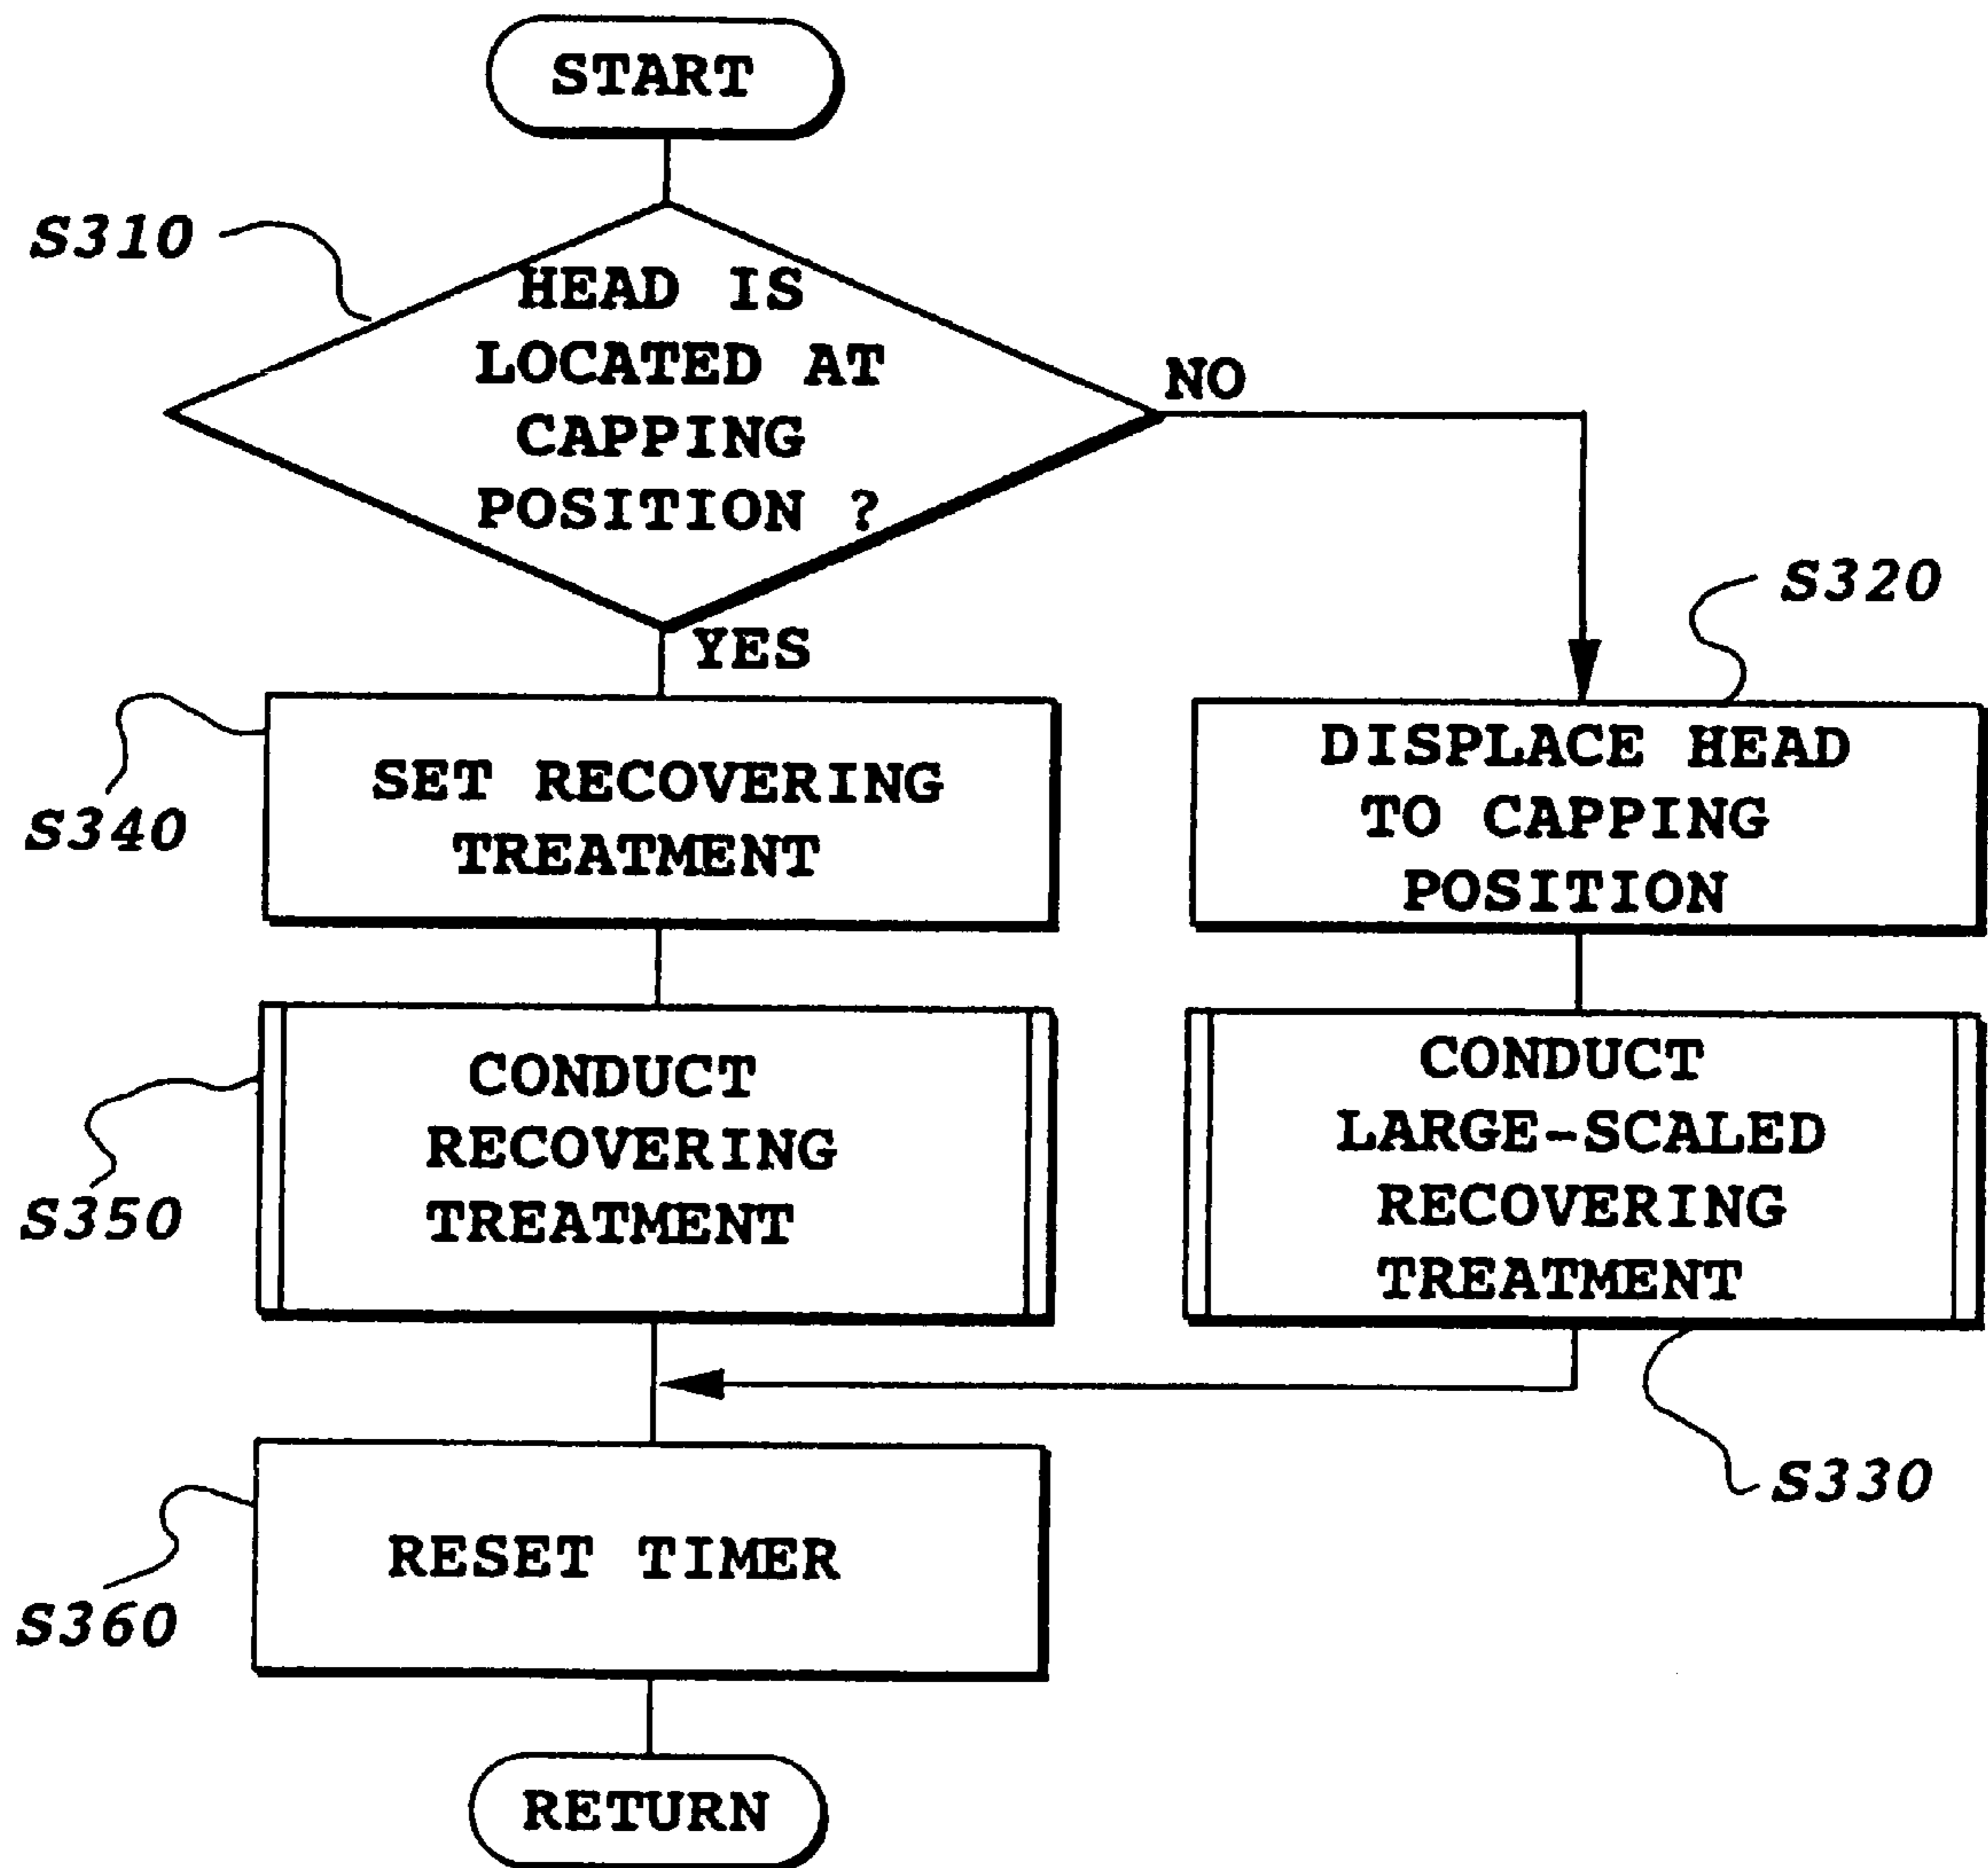 START
S310
HEAD IS
LOCATED AT
CAPPING
POSITION ?
NO
YES
S320
DISPLACE HEAD
TO CAPPING
POSITION
S340
SET RECOVERING
TREATMENT
S350
CONDUCT
RECOVERING
TREATMENT
CONDUCT
LARGE-SCALED
RECOVERING
TREATMENT
S330
S360
RESET TIMER
RETURN